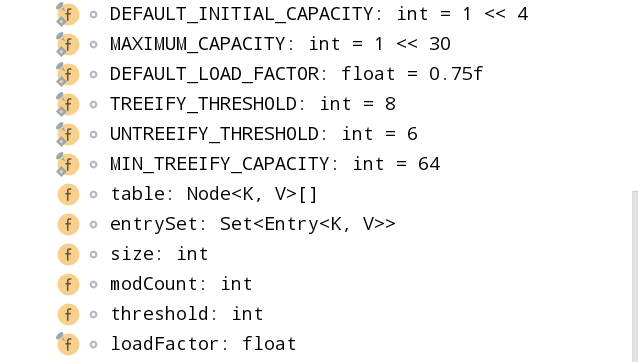 DEFAULT_INITIAL_CAPACITY: int = 1 << 4
MAXIMUM_CAPACITY: int = 1 << 30
DEFAULT_LOAD_FACTOR: float = 0.75f
TREEIFY_THRESHOLD: int = 8
UNTREEIFY_THRESHOLD: int = 6
MIN_TREEIFY_CAPACITY: int = 64
table: Node<K, V>[]
entrySet: Set<Entry<K, V>>
size: int
modCount: int
threshold: int
loadFactor: float